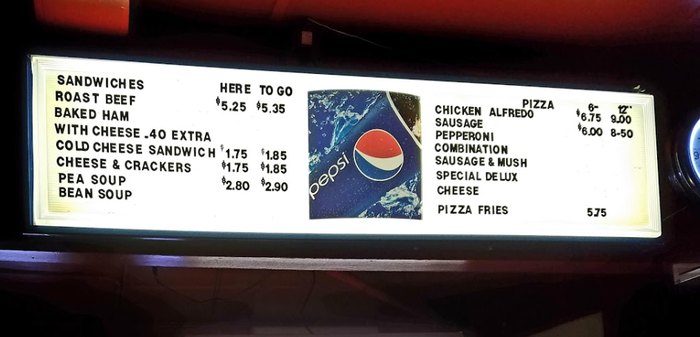 SANDWICHES HERE TO GO
ROAST BEEF $5.25 $5.35
BAKED HAM
WITH CHEESE .40 EXTRA
COLD CHEESE SANDWICH $1.75 $1.85
CHEESE & CRACKERS $1.75 $1.85
PEA SOUP $2.80 $2.90
BEAN SOUP
pepsi
PIZZA 6" 12"
CHICKEN ALFREDO $6.75 9.00
SAUSAGE $6.00 8-50
PEPPERONI
COMBINATION
SAUSAGE & MUSH
SPECIAL DELUX
CHEESE
PIZZA FRIES 5.75